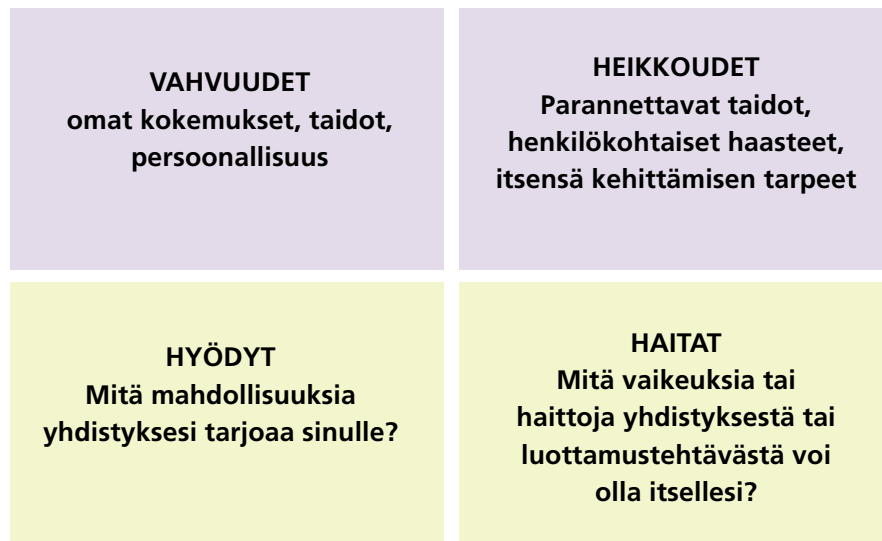 VAHVUUDET
omat kokemukset, taidot,
persoonallisuus
HEIKKOUDET
Parannettavat taidot,
henkilökohtaiset haasteet,
itsensä kehittämisen tarpeet
HYÖDYT
Mitä mahdollisuuksia
yhdistyksesi tarjoaa sinulle?
HAITAT
Mitä vaikeuksia tai
haittoja yhdistyksestä tai
luottamustehtävästä voi
olla itsellesi?